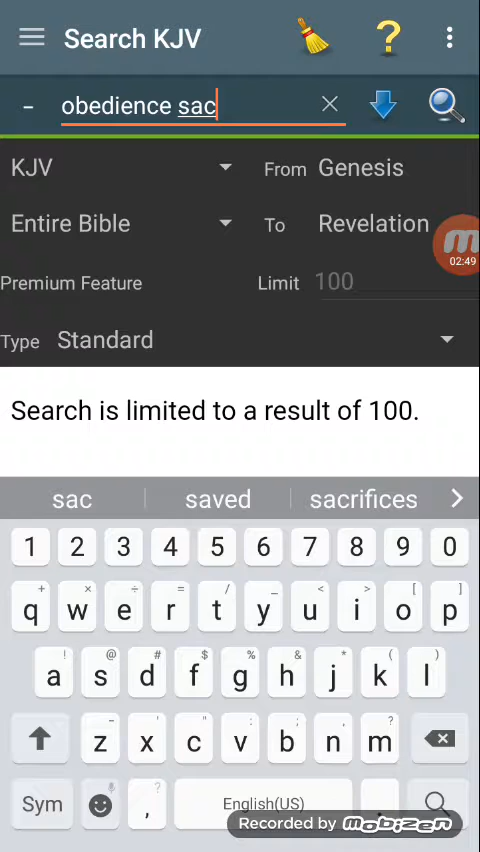 Search KJV ?
- obedience sac
KJV From Genesis
Entire Bible To Revelation
02:49
Premium Feature Limit 100
Type Standard
Search is limited to a result of 100.
sac saved sacrifices
1 2 3 4 5 6 7 8 9 0
+ × ÷ = / _ < > [ ]
q w e r t y u i o p
! @ # $ % ^ & * ( )
a s d f g h j k l
- ' " : ; , ?
z x c v b n m
Sym , English(US) .
Recorded by mobizen